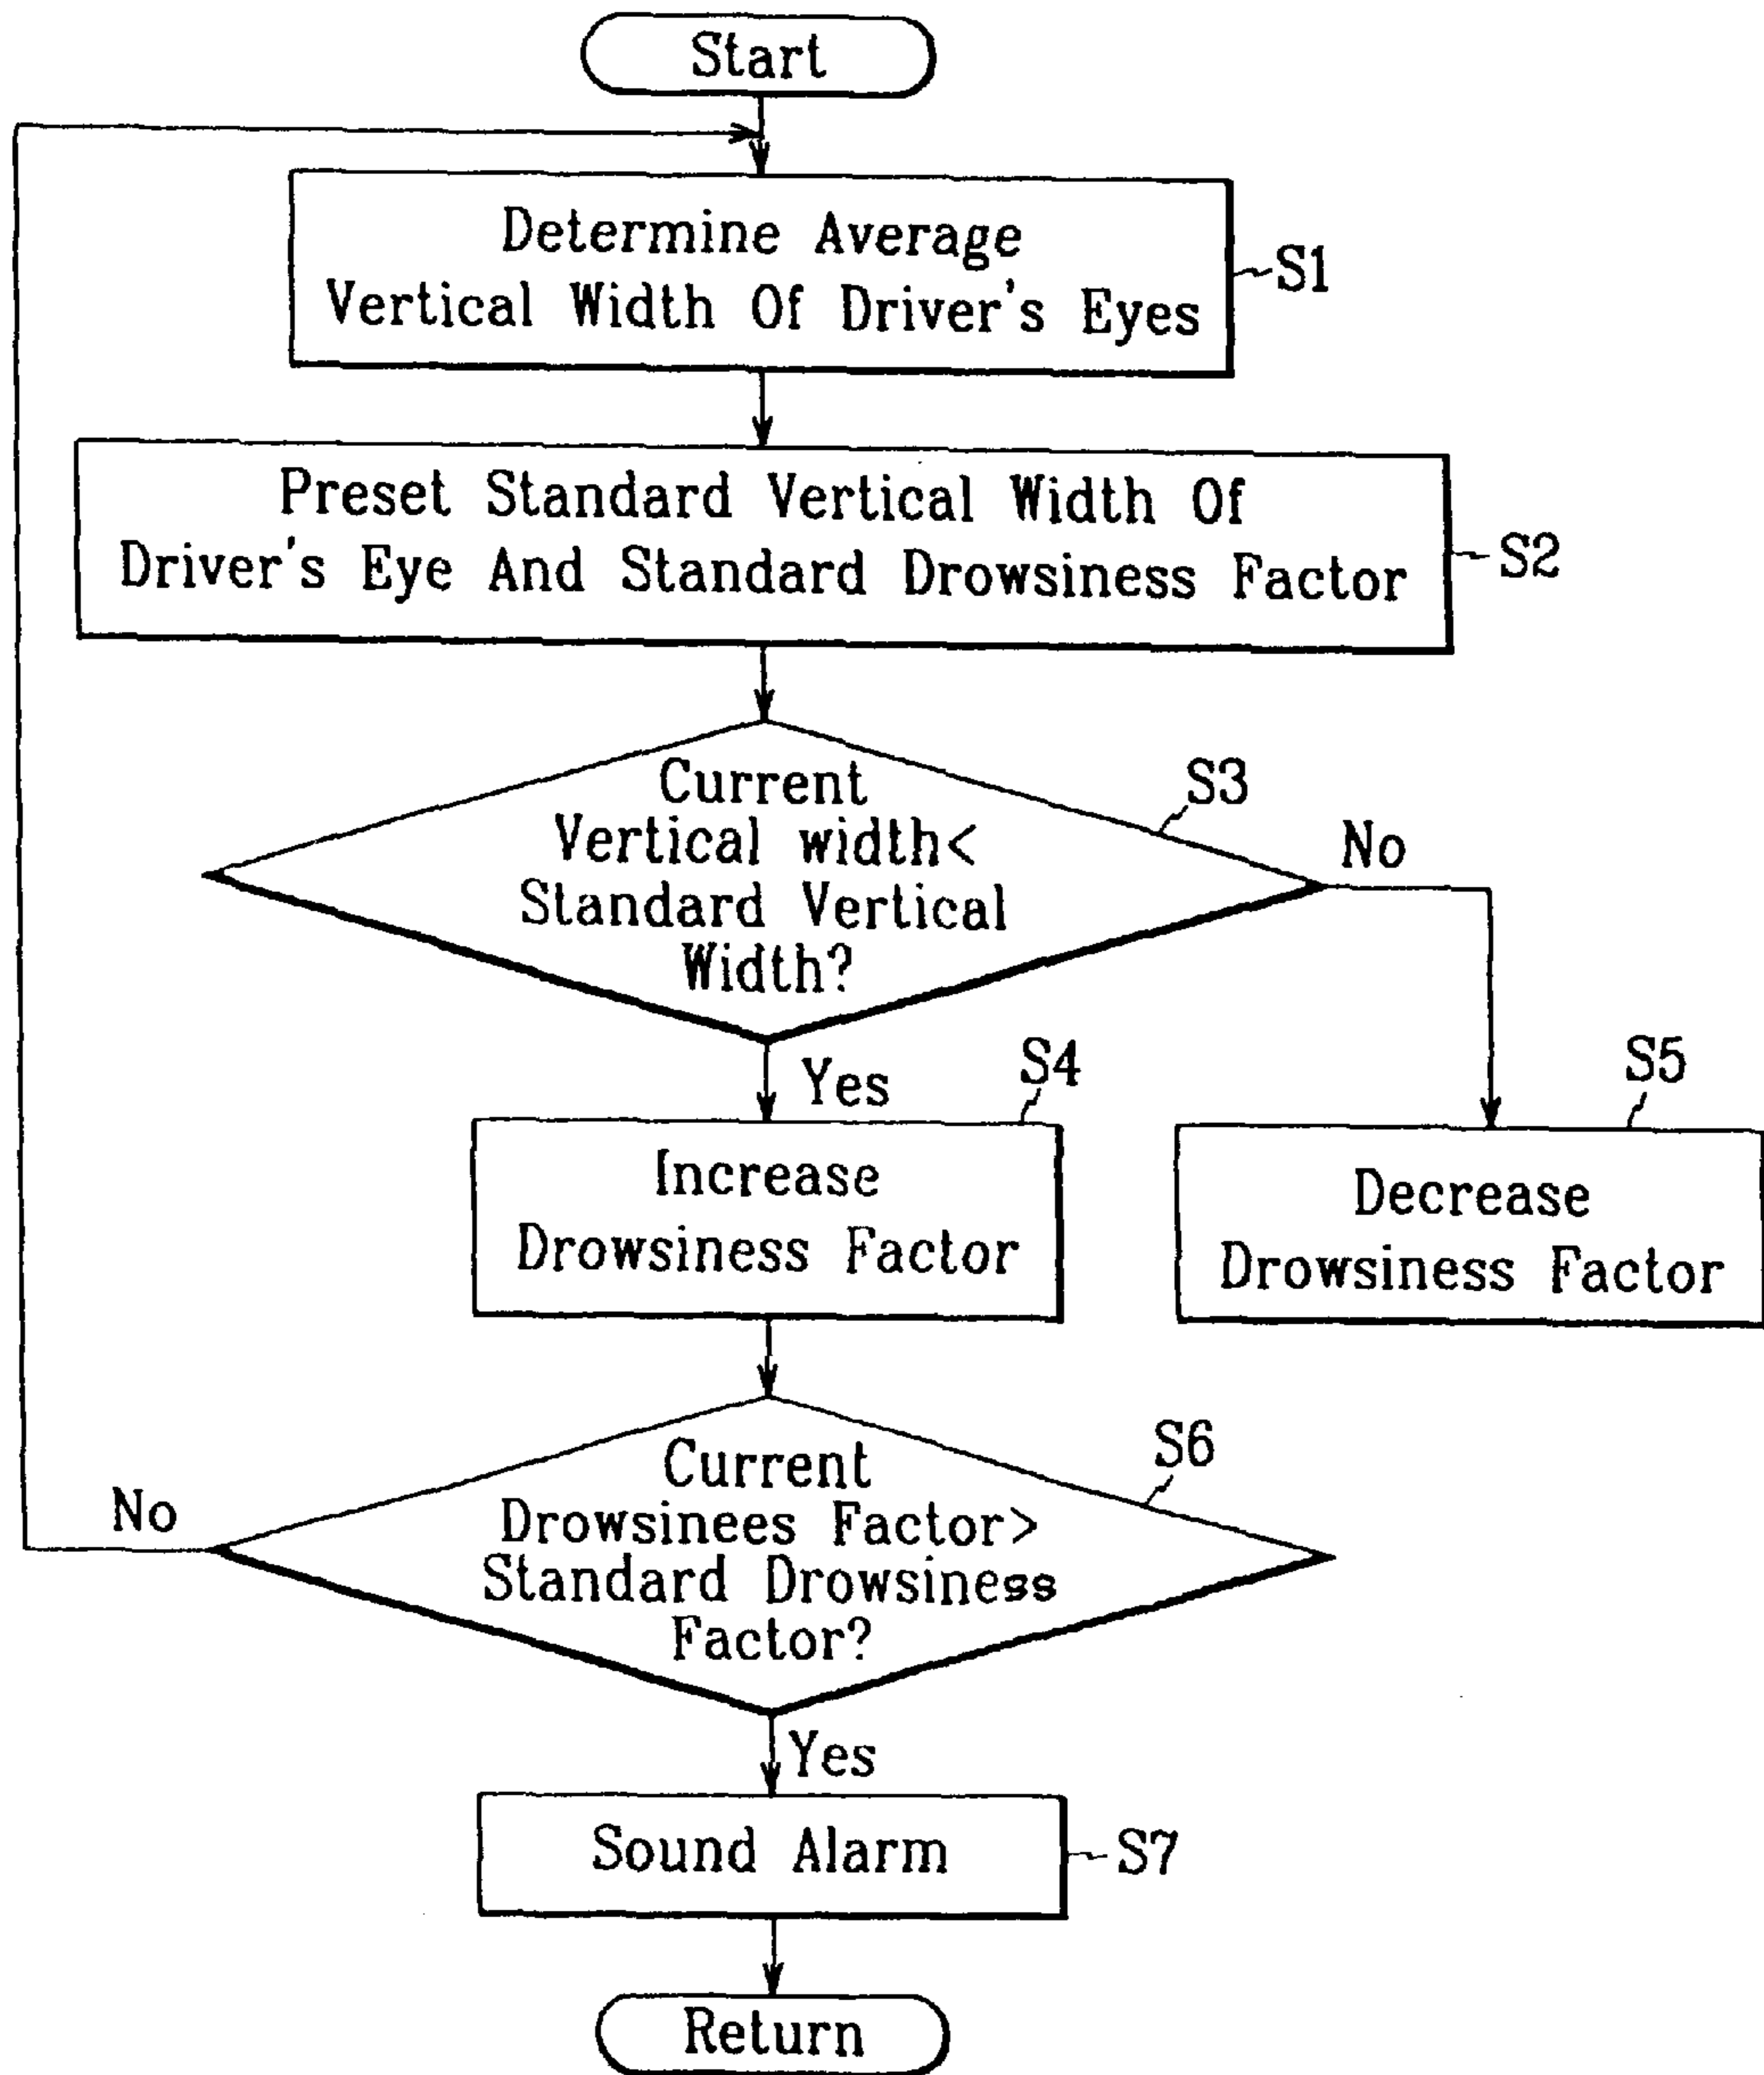 Start
Determine Average
Vertical Width Of Driver's Eyes
S1
Preset Standard Vertical Width Of
Driver's Eye And Standard Drowsiness Factor
S2
Current
Vertical width<
Standard Vertical
Width?
S3
No
Yes
S4
Increase
Drowsiness Factor
S5
Decrease
Drowsiness Factor
Current
Drowsinees Factor>
Standard Drowsiness
Factor?
S6
No
Yes
Sound Alarm
S7
Return